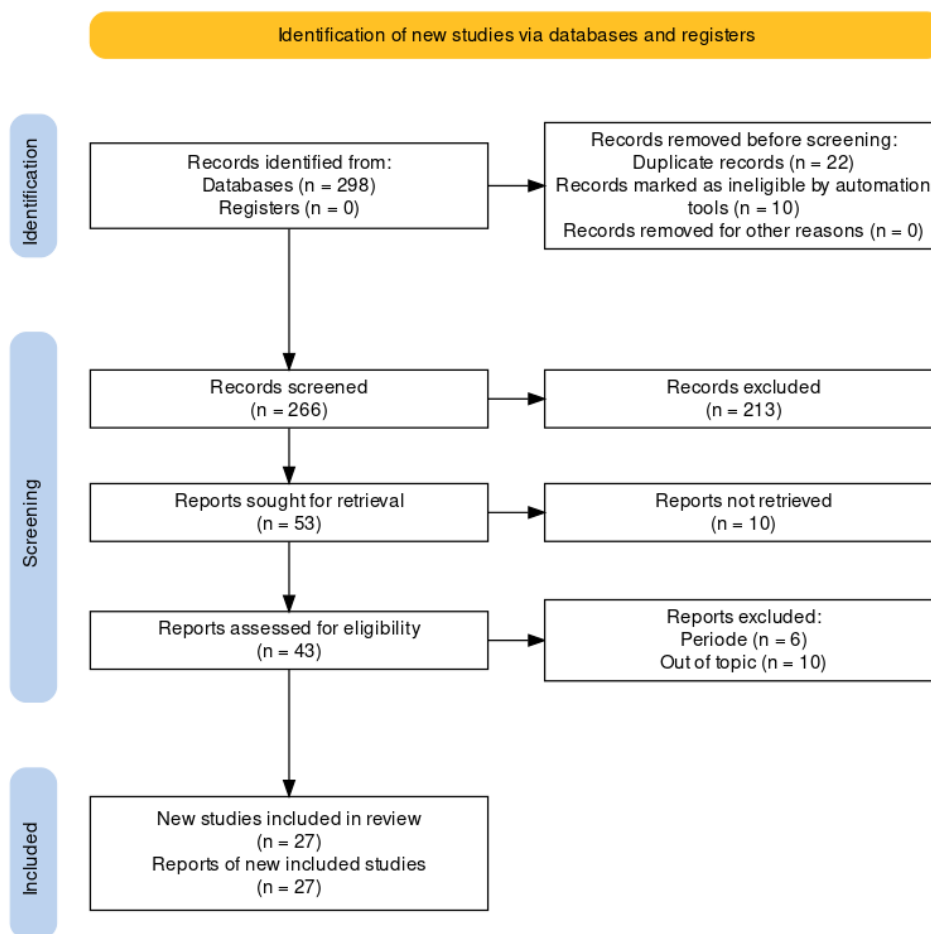 Identification of new studies via databases and registers
Identification
Records identified from:
Databases (n = 298)
Registers (n = 0)
Records removed before screening:
Duplicate records (n = 22)
Records marked as ineligible by automation
tools (n = 10)
Records removed for other reasons (n = 0)
Screening
Records screened
(n = 266)
Records excluded
(n = 213)
Reports sought for retrieval
(n = 53)
Reports not retrieved
(n = 10)
Reports assessed for eligibility
(n = 43)
Reports excluded:
Periode (n = 6)
Out of topic (n = 10)
Included
New studies included in review
(n = 27)
Reports of new included studies
(n = 27)